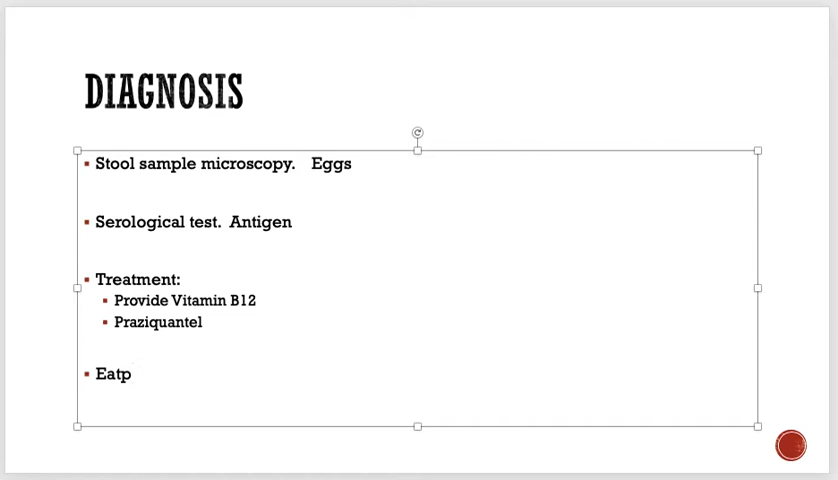 DIAGNOSIS
Stool sample microscopy. Eggs
Serological test. Antigen
Treatment:
Provide Vitamin B12
Praziquantel
Eatp